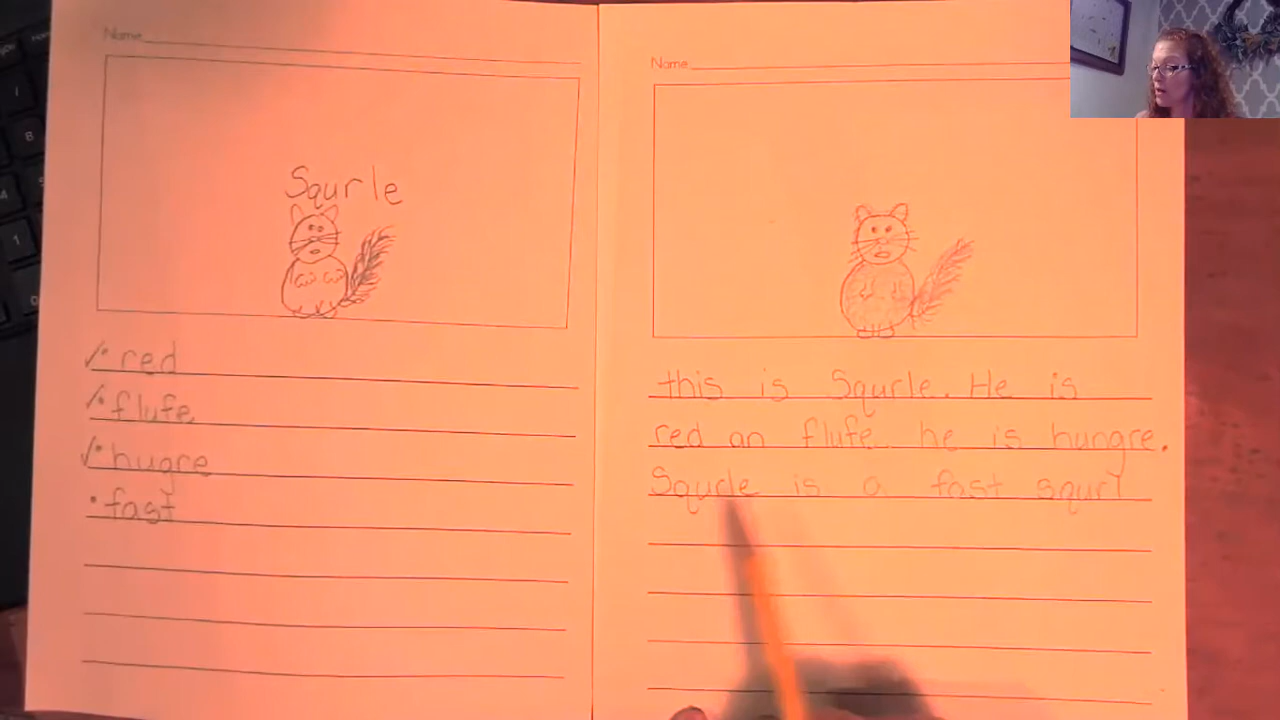 Name
Squrle
red
flufe
hugre
fast
Name
this is Squrle. He is
red an flufe. he is hungre.
Squrle is a fast squrl